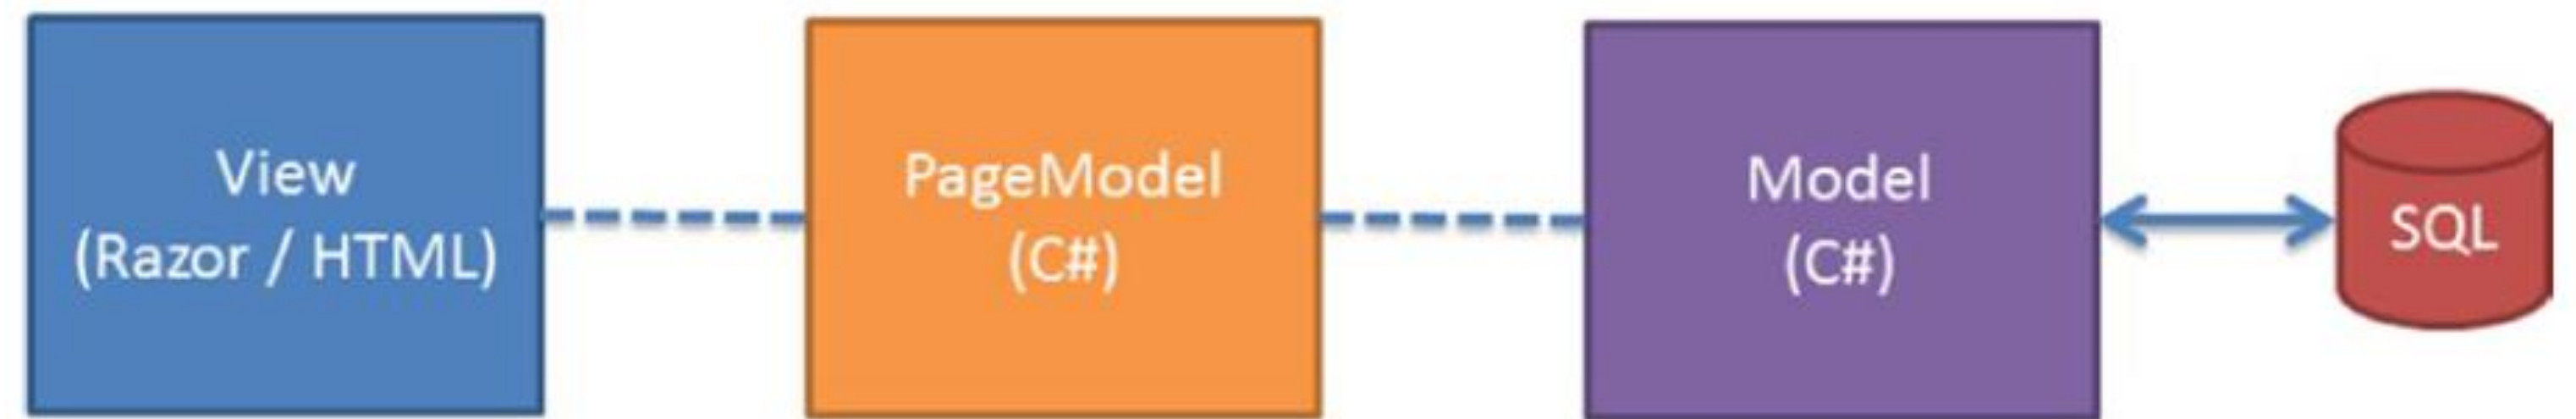 View
(Razor / HTML)
PageModel
(C#)
Model
(C#)
SQL